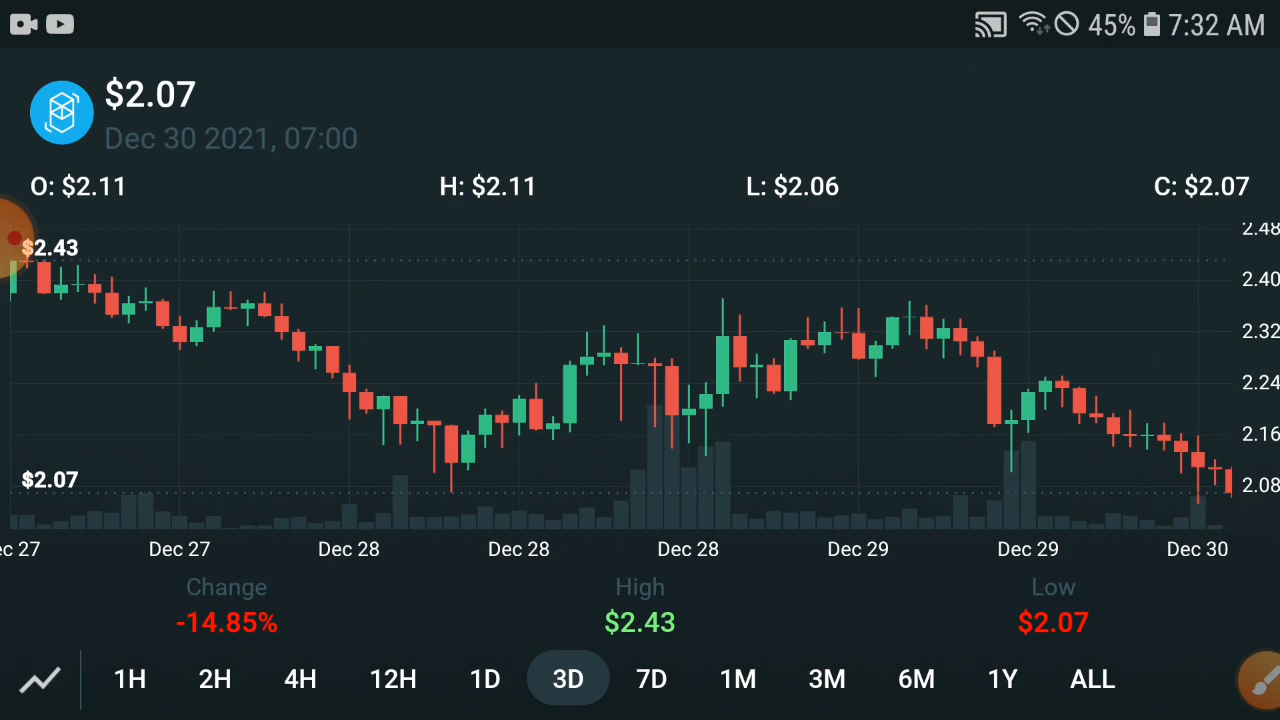 45% 7:32 AM
$2.07
Dec 30 2021, 07:00
O: $2.11 H: $2.11 L: $2.06 C: $2.07
$2.43
2.48
2.40
2.32
2.24
2.16
$2.07
2.08
ec 27 Dec 27 Dec 28 Dec 28 Dec 28 Dec 29 Dec 29 Dec 30
Change High Low
-14.85% $2.43 $2.07
1H 2H 4H 12H 1D 3D 7D 1M 3M 6M 1Y ALL